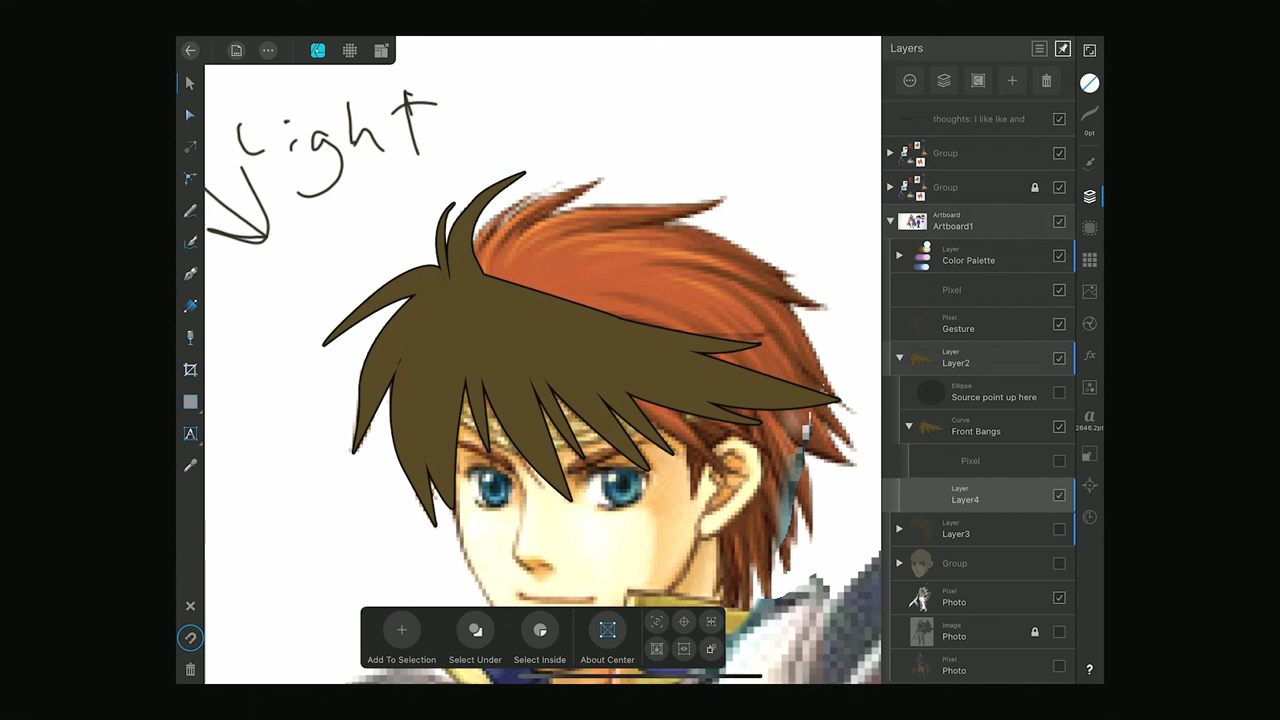 Light
Layers
thoughts: I like Ike and
0pt
Group
Group
Artboard
Artboard1
Layer
Color Palette
Pixel
Pixel
Gesture
Layer
Layer2
Ellipse
Source point up here
Curve
Front Bangs
a
2646.2pt
Pixel
Layer
Layer4
Layer
Layer3
Group
Pixel
Photo
Image
Photo
Pixel
Photo
Add To Selection
Select Under
Select Inside
About Center
A
fx
?